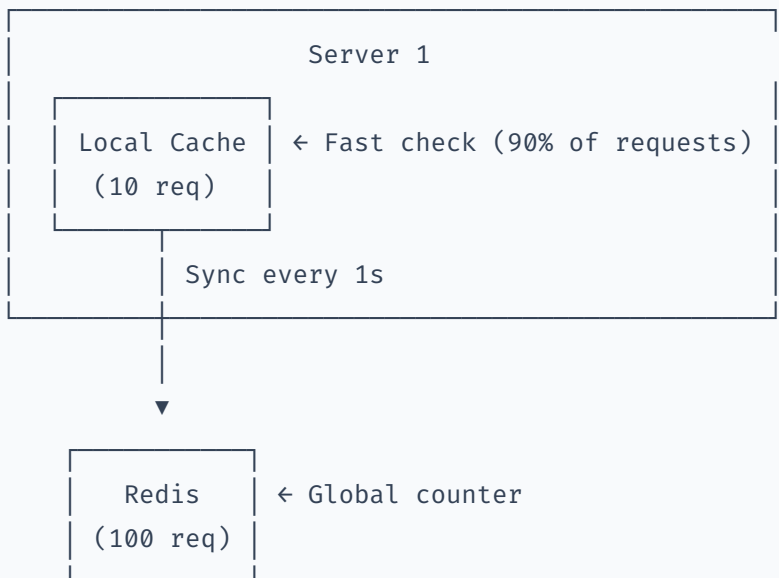 Server 1
Local Cache ← Fast check (90% of requests)
(10 req)
Sync every 1s
Redis ← Global counter
(100 req)